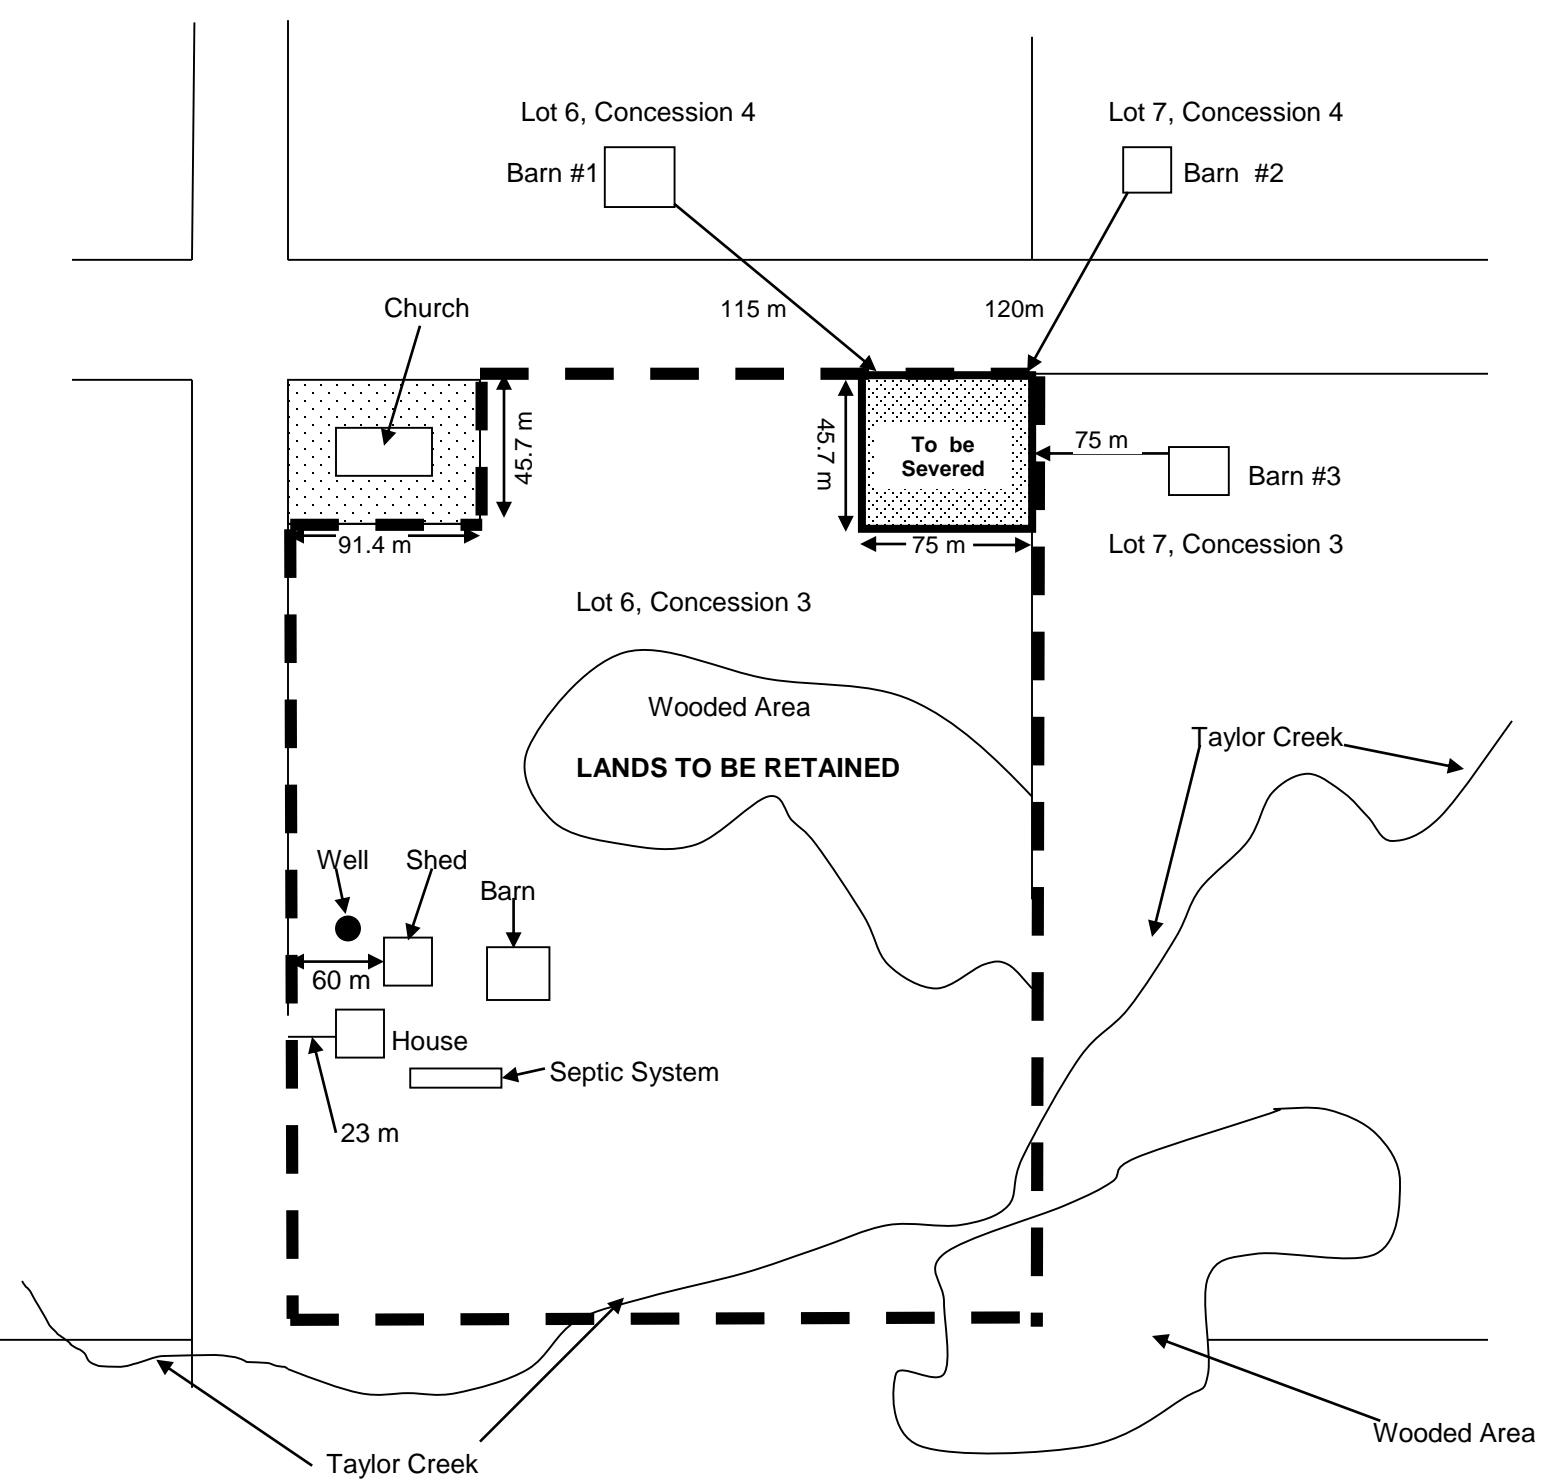 Lot 6, Concession 4
Lot 7, Concession 4
Barn #1
Barn #2
Church
115 m
120m
45.7 m
45.7 m
To be
Severed
75 m
Barn #3
91.4 m
75 m
Lot 7, Concession 3
Lot 6, Concession 3
Wooded Area
Taylor Creek
LANDS TO BE RETAINED
Well
Shed
Barn
60 m
House
Septic System
23 m
Wooded Area
Taylor Creek